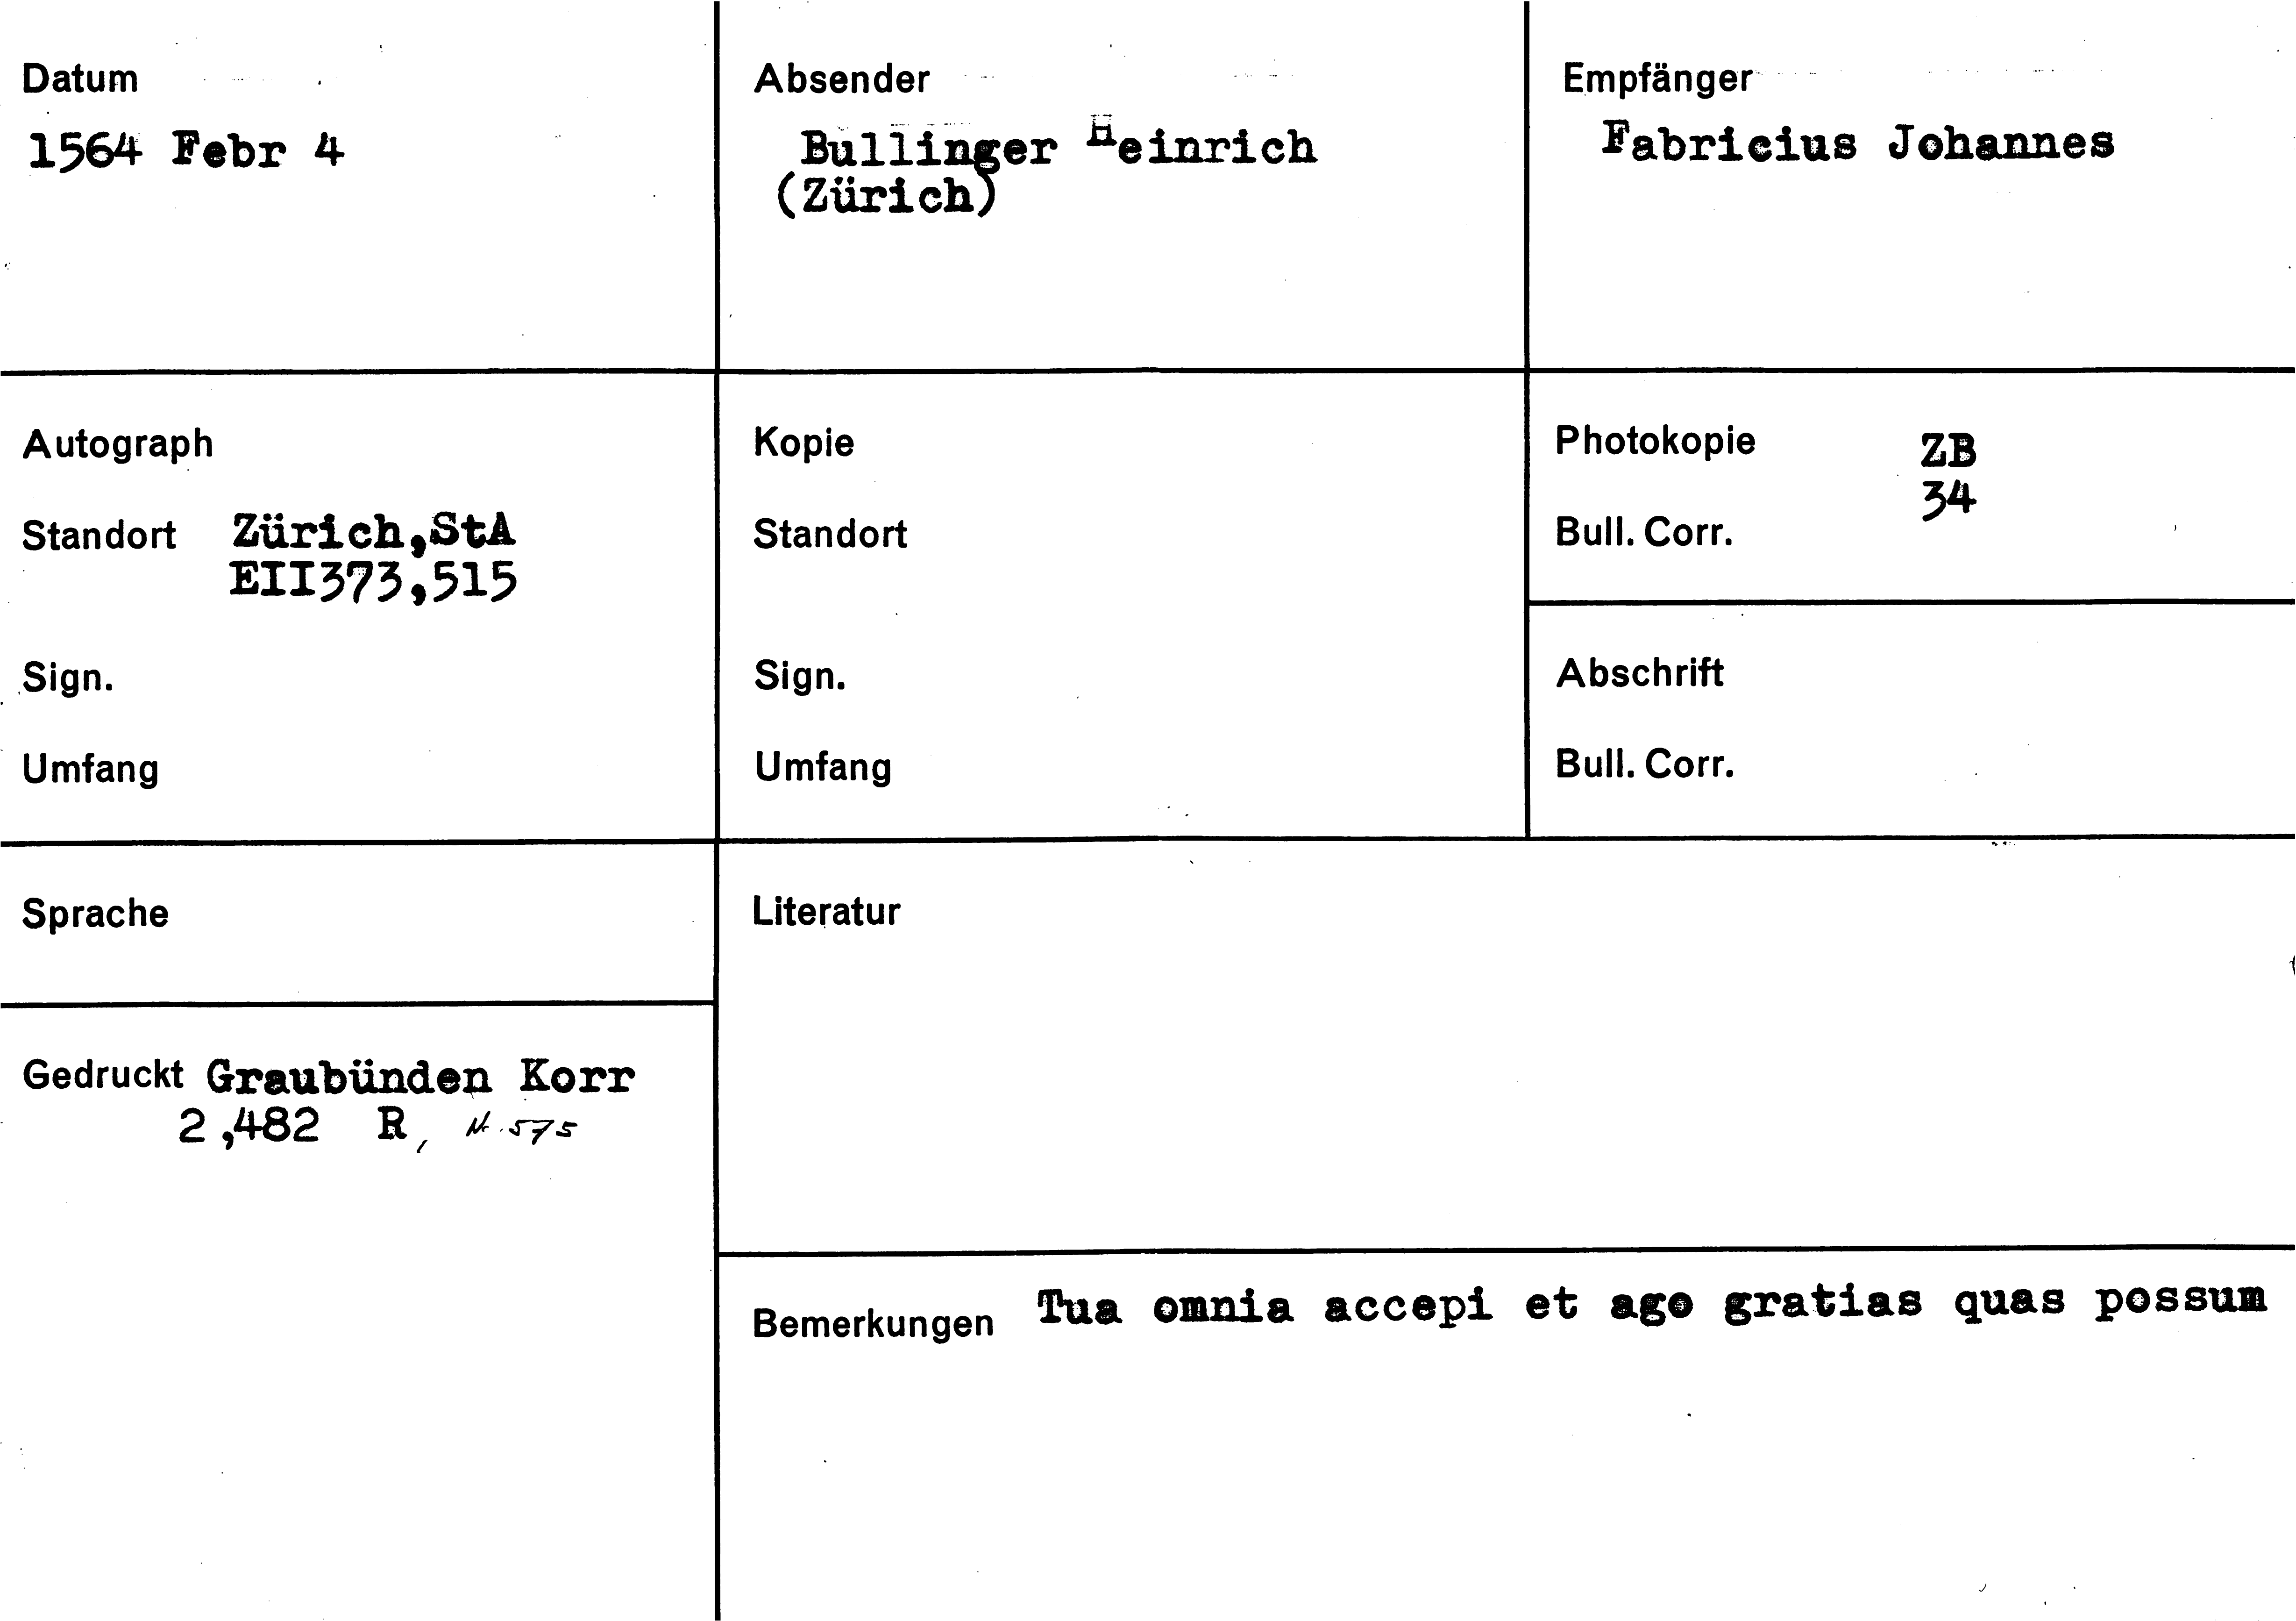 Datum
1564 Febr 4
Absender
Bullinger Heinrich
(Zürich)
Empfänger
Fabricius Johannes
Autograph
Standort Zürich,StA
EII373,515
Sign.
Umfang
Kopie
Standort
Sign.
Umfang
Photokopie ZB
34
Bull. Corr.
Abschrift
Bull. Corr.
Sprache
Gedruckt Graubünden Korr
2,482 R, Nr. 575
Literatur
Bemerkungen Tua omnia accepi et ago gratias quas possum